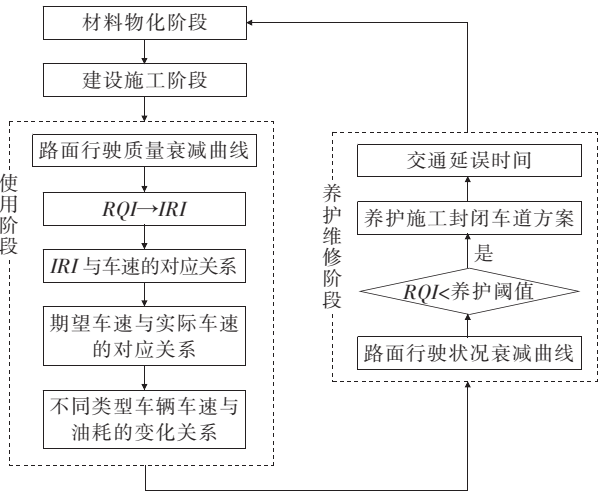 材料物化阶段
建设施工阶段
使用阶段
路面行驶质量衰减曲线
RQI→IRI
IRI与车速的对应关系
期望车速与实际车速
的对应关系
不同类型车辆车速与
油耗的变化关系
养护维修阶段
交通延误时间
养护施工封闭车道方案
是
RQI<养护阈值
路面行驶状况衰减曲线